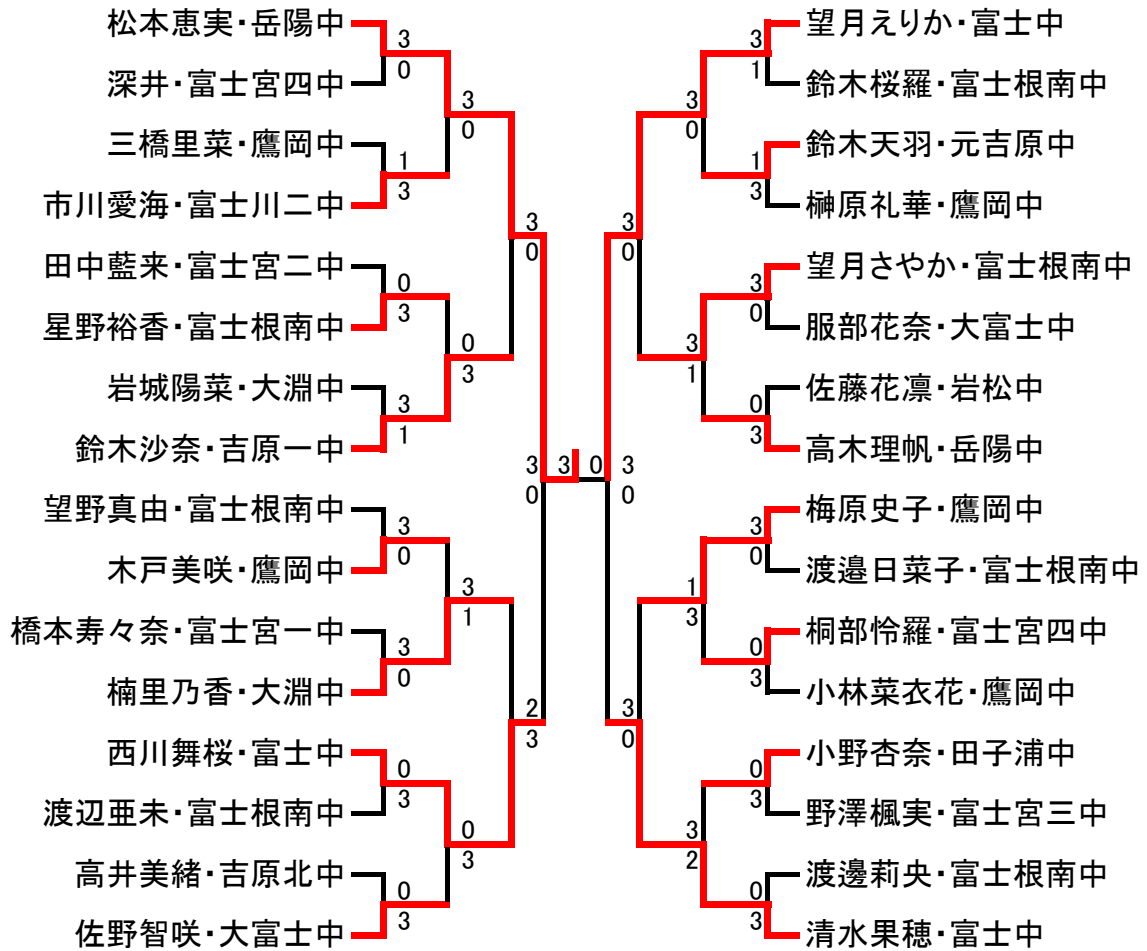 松本恵実・岳陽中
深井・富士宮四中
三橋里菜・鷹岡中
市川愛海・富士川二中
田中藍来・富士宮二中
星野裕香・富士根南中
岩城陽菜・大淵中
鈴木沙奈・吉原一中
望野真由・富士根南中
木戸美咲・鷹岡中
橋本寿々奈・富士宮一中
楠里乃香・大淵中
西川舞桜・富士中
渡辺亜未・富士根南中
高井美緒・吉原北中
佐野智咲・大富士中
3
0
1
3
0
3
3
1
3
0
3
0
0
3
0
3
3
0
0
3
3
1
0
3
3
0
2
3
3
0
3
0
3
0
3
0
3
0
3
0
3
1
1
3
3
2
3
1
1
3
3
0
0
3
3
0
0
3
0
3
0
3
望月えりか・富士中
鈴木桜羅・富士根南中
鈴木天羽・元吉原中
榊原礼華・鷹岡中
望月さやか・富士根南中
服部花奈・大富士中
佐藤花凛・岩松中
高木理帆・岳陽中
梅原史子・鷹岡中
渡邉日菜子・富士根南中
桐部怜羅・富士宮四中
小林菜衣花・鷹岡中
小野杏奈・田子浦中
野澤楓実・富士宮三中
渡邊莉央・富士根南中
清水果穂・富士中